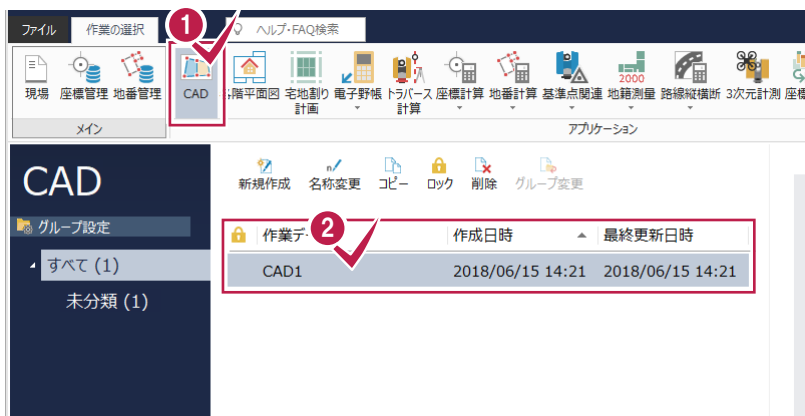 ファイル 作業の選択 1 ヘルプ・FAQ検索
現場 座標管理 地番管理 CAD 階平面図 宅地割り計画 電子野帳 トラバース計算 座標計算 地番計算 基準点関連 2000 地籍測量 路線縦横断 3次元計測
メイン アプリケーション
CAD
新規作成 名称変更 コピー ロック 削除 グループ変更
グループ設定
すべて (1)
未分類 (1)
作業デ 2 作成日時 最終更新日時
CAD1 2018/06/15 14:21 2018/06/15 14:21